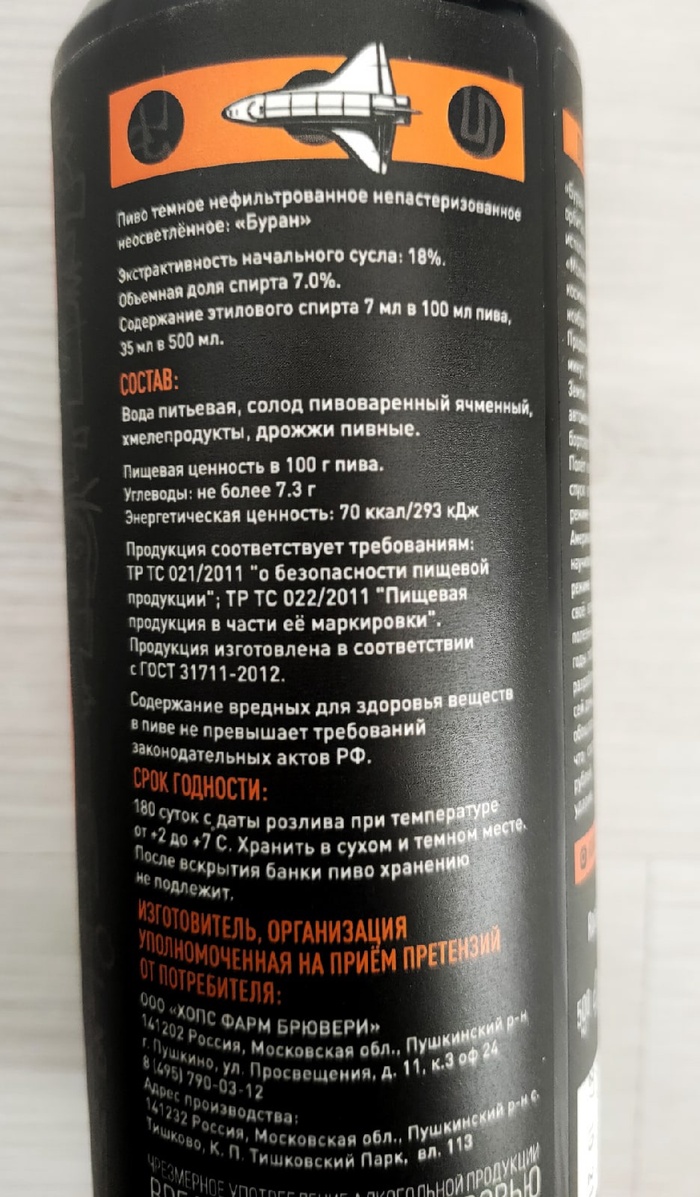 Пиво темное нефильтрованное непастеризованное
неосветлённое: «Буран»
Экстрактивность начального сусла: 18%.
Объемная доля спирта 7.0%.
Содержание этилового спирта 7 мл в 100 мл пива,
35 мл в 500 мл.
СОСТАВ:
Вода питьевая, солод пивоваренный ячменный,
хмелепродукты, дрожжи пивные.
Пищевая ценность в 100 г пива.
Углеводы: не более 7.3 г
Энергетическая ценность: 70 ккал/293 кДж
Продукция соответствует требованиям:
ТР ТС 021/2011 "о безопасности пищевой
продукции"; ТР ТС 022/2011 "Пищевая
продукция в части её маркировки".
Продукция изготовлена в соответствии
с ГОСТ 31711-2012.
Содержание вредных для здоровья веществ
в пиве не превышает требований
законодательных актов РФ.
СРОК ГОДНОСТИ:
180 суток с даты розлива при температуре
от +2 до +7 С. Хранить в сухом и темном месте.
После вскрытия банки пиво хранению
не подлежит.
ИЗГОТОВИТЕЛЬ, ОРГАНИЗАЦИЯ
УПОЛНОМОЧЕННАЯ НА ПРИЁМ ПРЕТЕНЗИЙ
ОТ ПОТРЕБИТЕЛЯ:
ООО «ХОПС ФАРМ БРЮВЕРИ»
141202 Россия, Московская обл., Пушкинский р-н
г. Пушкино, ул. Просвещения, д. 11, к.3 оф 24
8 (495) 790-03-12
Адрес производства:
141232 Россия, Московская обл., Пушкинский р-н с.
Тишково, К. П. Тишковский Парк, вл. 113
ЧРЕЗМЕРНОЕ УПОТРЕБЛЕНИЕ АЛКОГОЛЬНОЙ ПРОДУКЦИИ